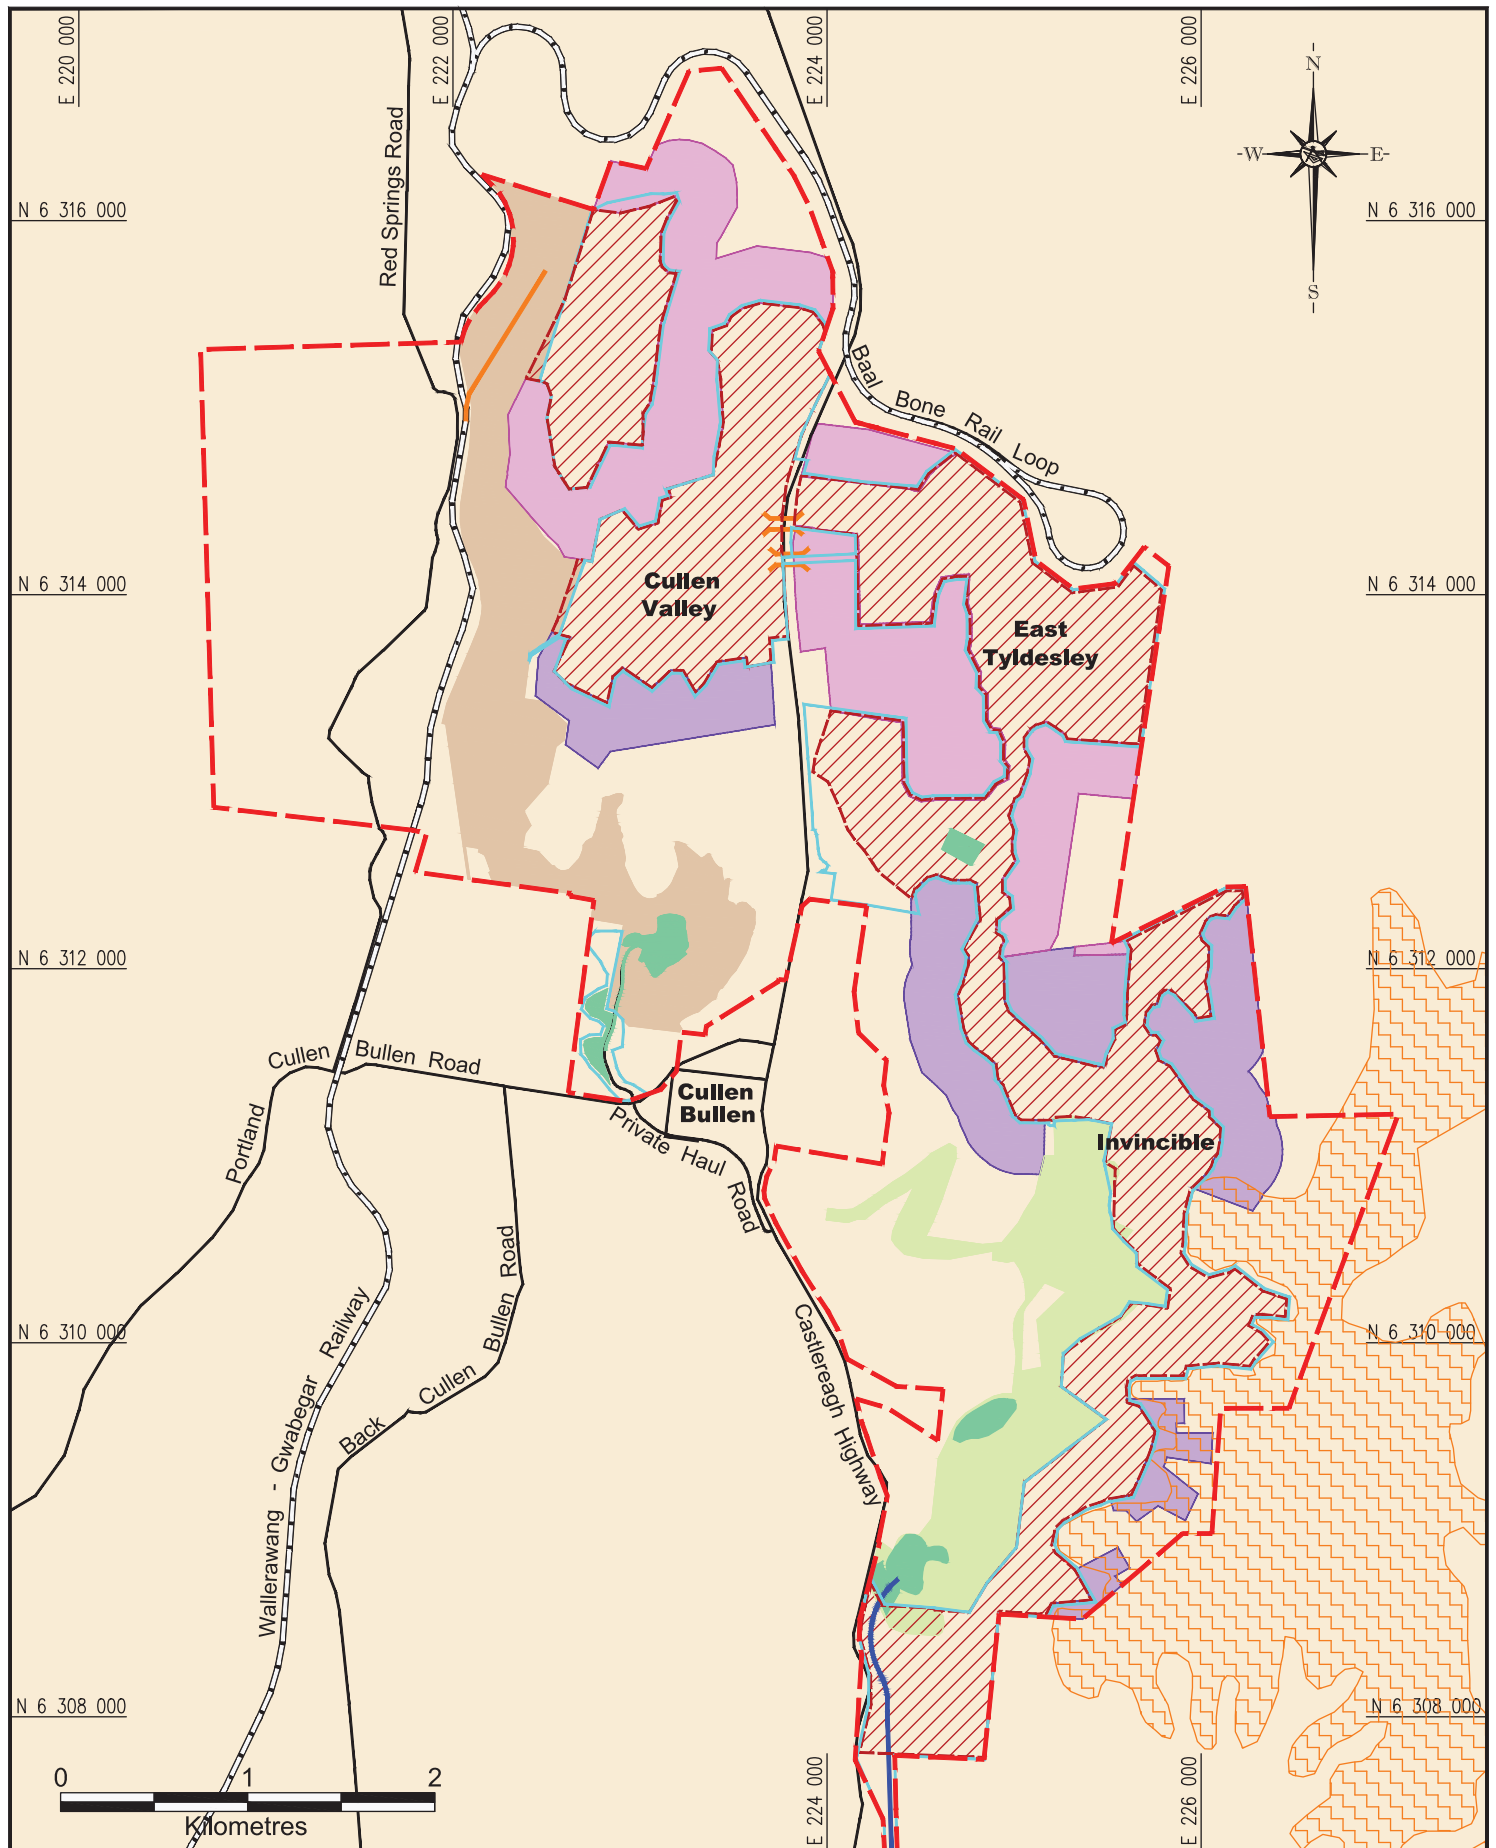 E 220 000
E 222 000
E 224 000
E 226 000
N
-W-
-E-
S
Red Springs Road
N 6 316 000
N 6 316 000
Baal Bone Rail Loop
Cullen
Valley
N 6 314 000
N 6 314 000
East
Tyldesley
N 6 312 000
N 6 312 000
Portland Cullen Bullen Road
Cullen
Bullen
Private Haul Road
Invincible
Back Cullen Bullen Road
Wallerawang - Gwabegar Railway
Castlereagh Highway
N 6 310 000
N 6 310 000
N 6 308 000
N 6 308 000
0 1 2
Kilometres
E 224 000
E 226 000